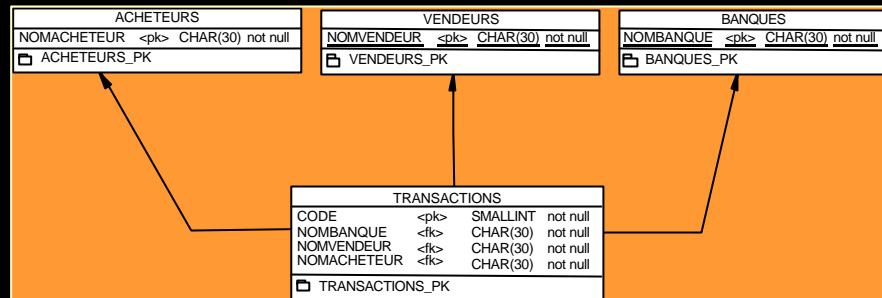 ACHETEURS
NOMACHETEUR <pk> CHAR(30) not null
ACHETEURS_PK
VENDEURS
NOMVENDEUR <pk> CHAR(30) not null
VENDEURS_PK
BANQUES
NOMBANQUE <pk> CHAR(30) not null
BANQUES_PK
TRANSACTIONS
CODE <pk> SMALLINT not null
NOMBANQUE <fk> CHAR(30) not null
NOMVENDEUR <fk> CHAR(30) not null
NOMACHETEUR <fk> CHAR(30) not null
TRANSACTIONS_PK